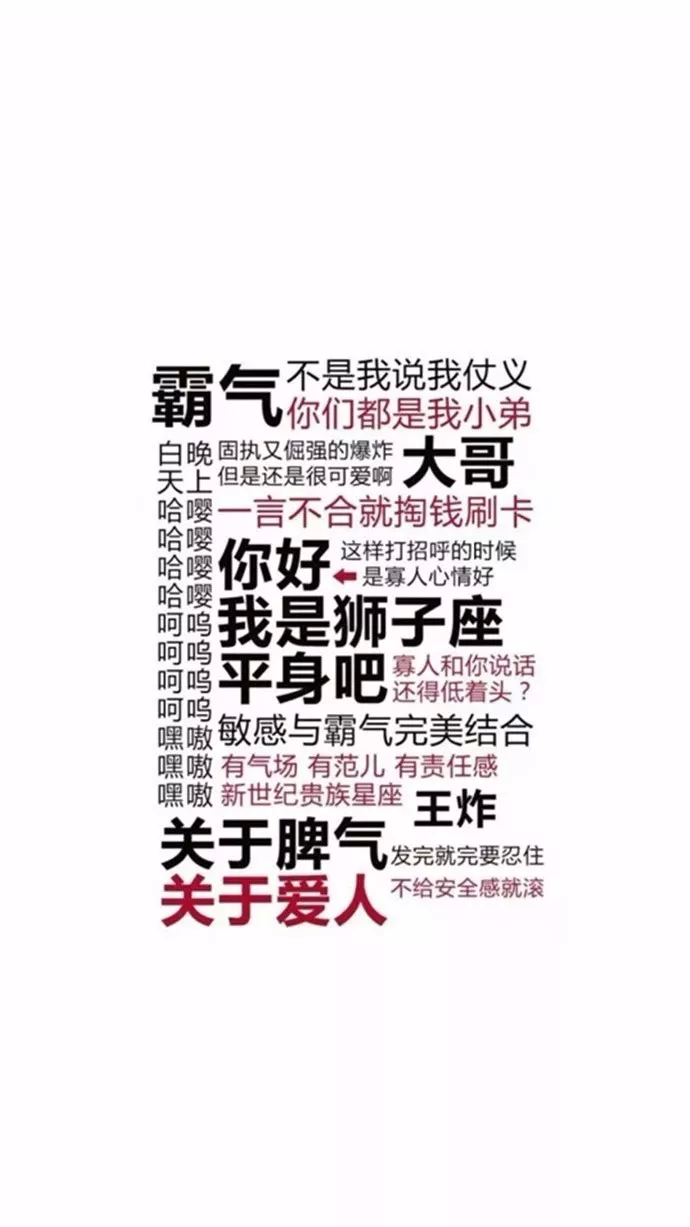 霸气
不是我说我仗义
你们都是我小弟
白天哈哈哈哈呵呵呵呵嘿嘿嘿
晚上嘤嘤嘤嘤呜呜呜呜嗷嗷嗷
固执又倔强的爆炸
但是还是很可爱啊
大哥
一言不合就掏钱刷卡
你好
这样打招呼的时候
是寡人心情好
我是狮子座
平身吧
寡人和你说话
还得低着头？
敏感与霸气完美结合
有气场 有范儿 有责任感
新世纪贵族星座
王炸
关于脾气
发完就完要忍住
关于爱人
不给安全感就滚